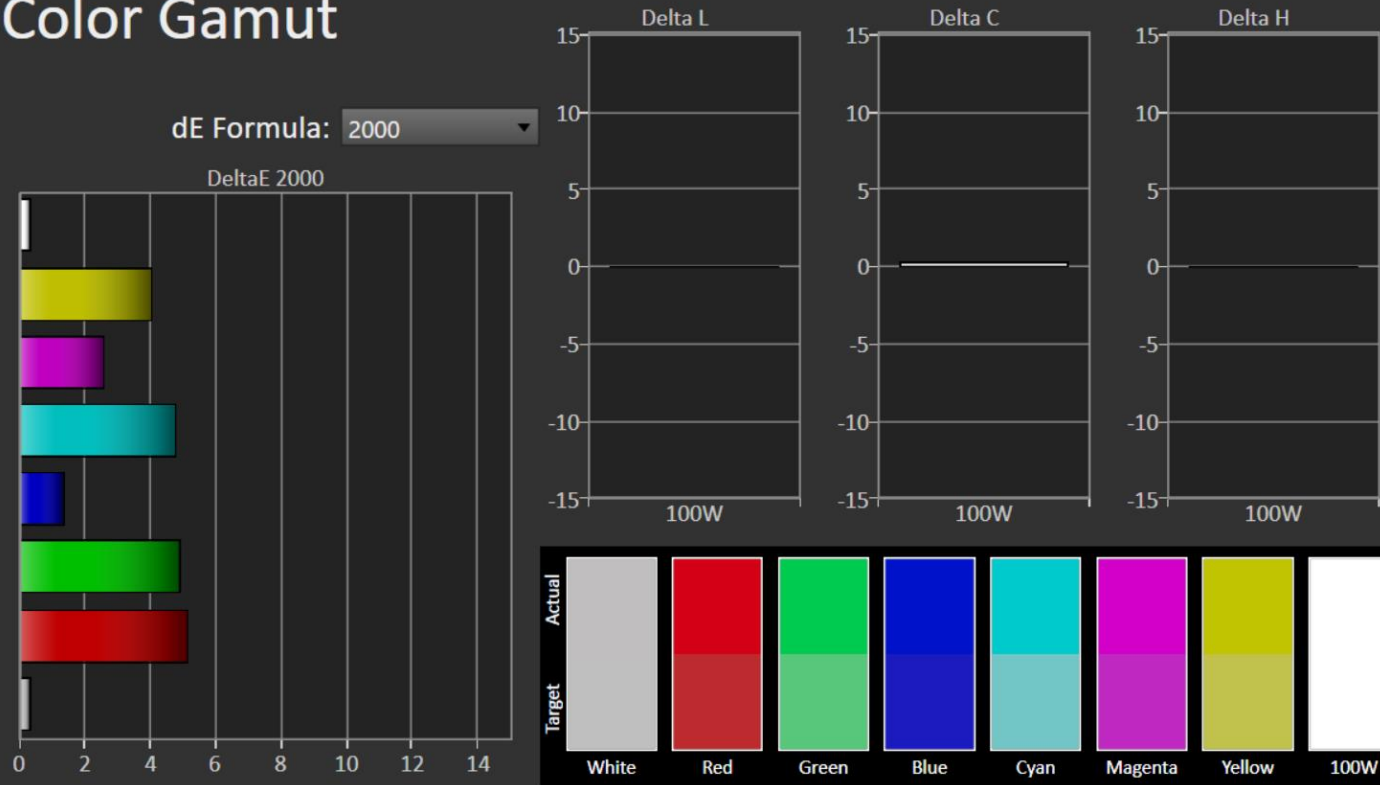 Color Gamut
dE Formula: 2000
DeltaE 2000
0 2 4 6 8 10 12 14
Delta L
15
10
5
0
-5
-10
-15
100W
Delta C
15
10
5
0
-5
-10
-15
100W
Delta H
15
10
5
0
-5
-10
-15
100W
Actual
Target
White Red Green Blue Cyan Magenta Yellow 100W